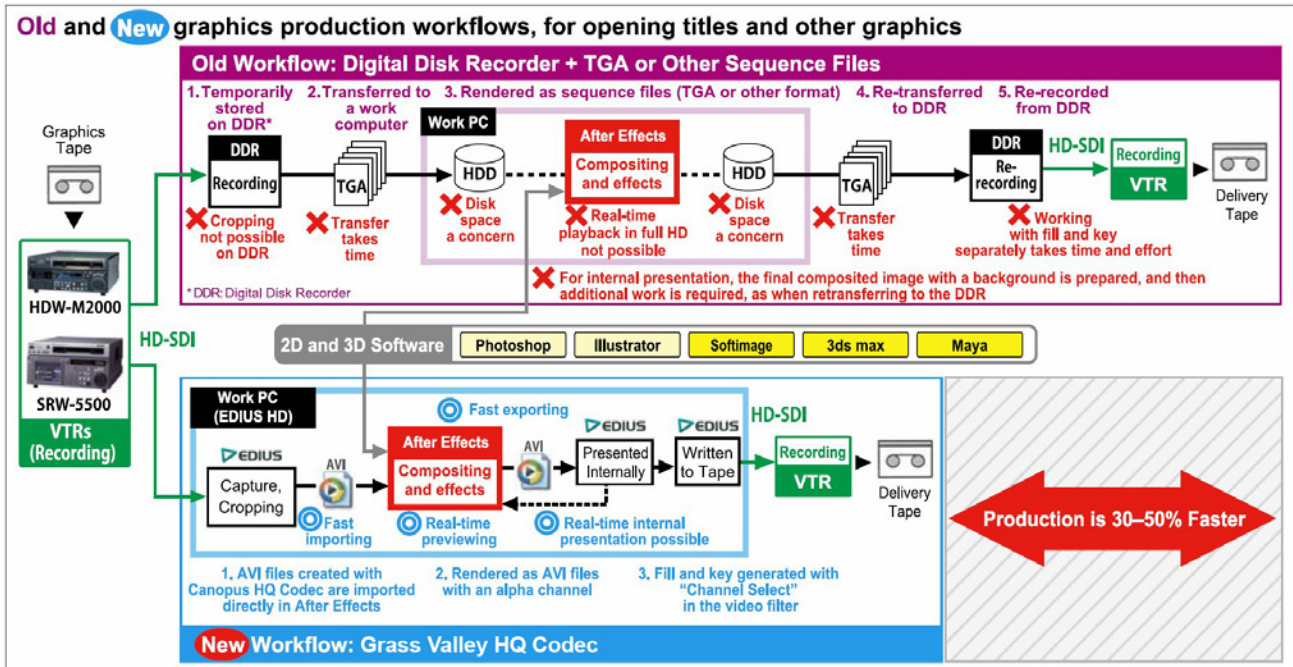 Old and New graphics production workflows, for opening titles and other graphics
Old Workflow: Digital Disk Recorder + TGA or Other Sequence Files
1. Temporarily
stored
on DDR*
2. Transferred to
a work
computer
3. Rendered as sequence files (TGA or other format)
4. Re-transferred
to DDR
5. Re-recorded
from DDR
Graphics
Tape
DDR
Recording
TGA
Work PC
HDD
After Effects
Compositing
and effects
HDD
TGA
DDR
Re-
recording
HD-SDI
Recording
VTR
Delivery
Tape
Cropping
not possible
on DDR
Transfer
takes
time
Disk
space
a concern
Real-time
playback in full HD
not possible
Disk
space
a concern
Transfer
takes
time
Working
with fill and key
separately takes time and effort
For internal presentation, the final composited image with a background is prepared, and then
additional work is required, as when retransferring to the DDR
*DDR: Digital Disk Recorder
HDW-M2000
SRW-5500
VTRs
(Recording)
HD-SDI
2D and 3D Software
Photoshop
Illustrator
Softimage
3ds max
Maya
Work PC
(EDIUS HD)
Fast exporting
EDIUS
Capture,
Cropping
AVI
Fast
importing
After Effects
Compositing
and effects
Real-time
previewing
AVI
EDIUS
Presented
Internally
Real-time internal
presentation possible
EDIUS
Written
to Tape
HD-SDI
Recording
VTR
Delivery
Tape
1. AVI files created with
Canopus HQ Codec are imported
directly in After Effects
2. Rendered as AVI files
with an alpha channel
3. Fill and key generated with
"Channel Select"
in the video filter
New Workflow: Grass Valley HQ Codec
Production is 30–50% Faster